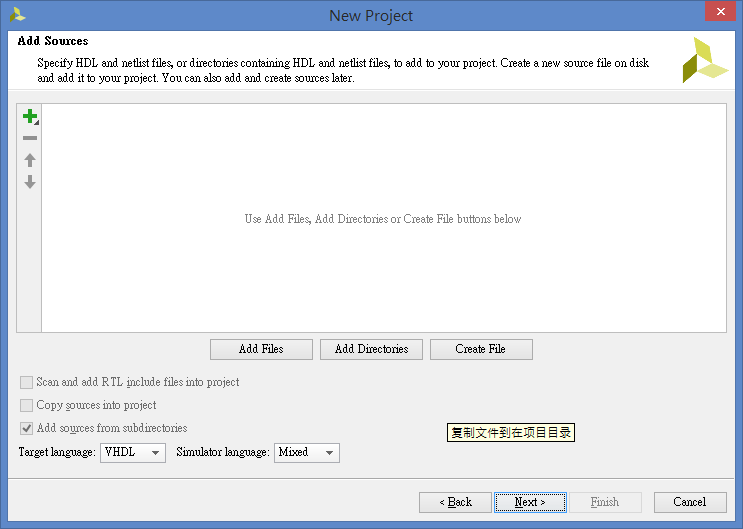 New Project
Add Sources
Specify HDL and netlist files, or directories containing HDL and netlist files, to add to your project. Create a new source file on disk
and add it to your project. You can also add and create sources later.
Use Add Files, Add Directories or Create File buttons below
Add Files Add Directories Create File
Scan and add RTL include files into project
Copy sources into project
Add sources from subdirectories
复制文件到在项目目录
Target language: VHDL Simulator language: Mixed
< Back Next > Finish Cancel